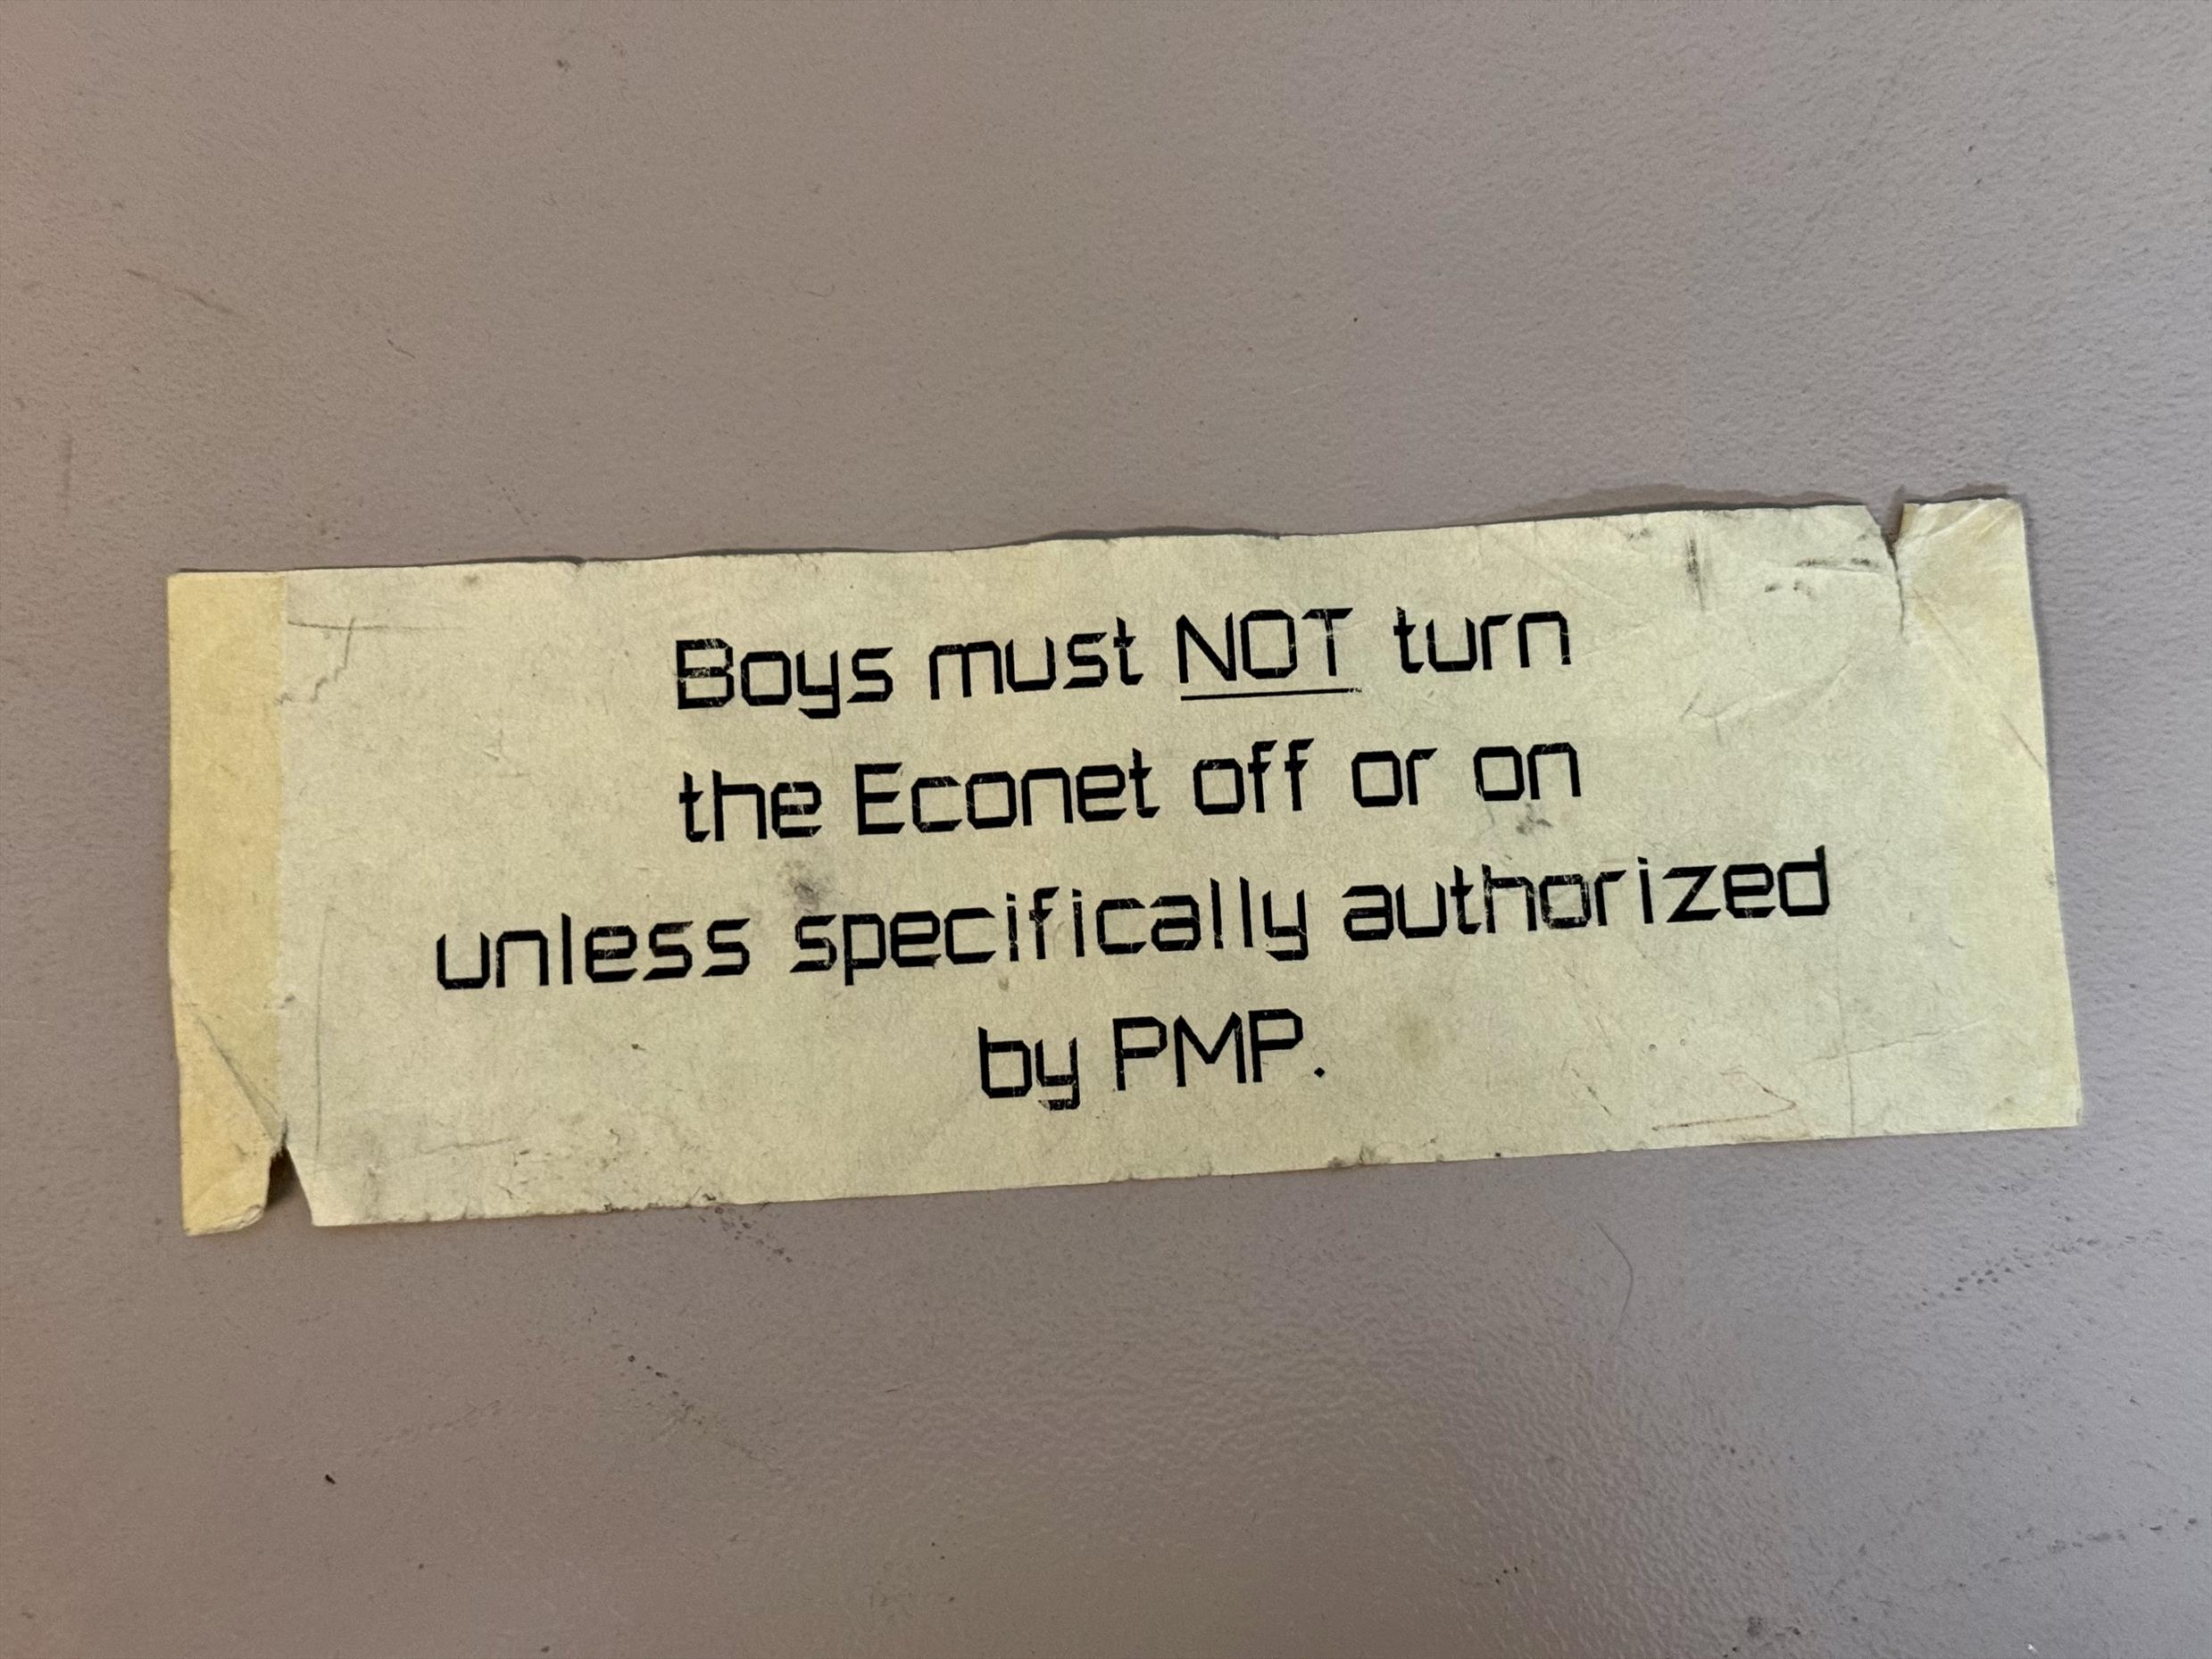 Boys must NOT turn
the Econet off or on
unless specifically authorized
by PMP.